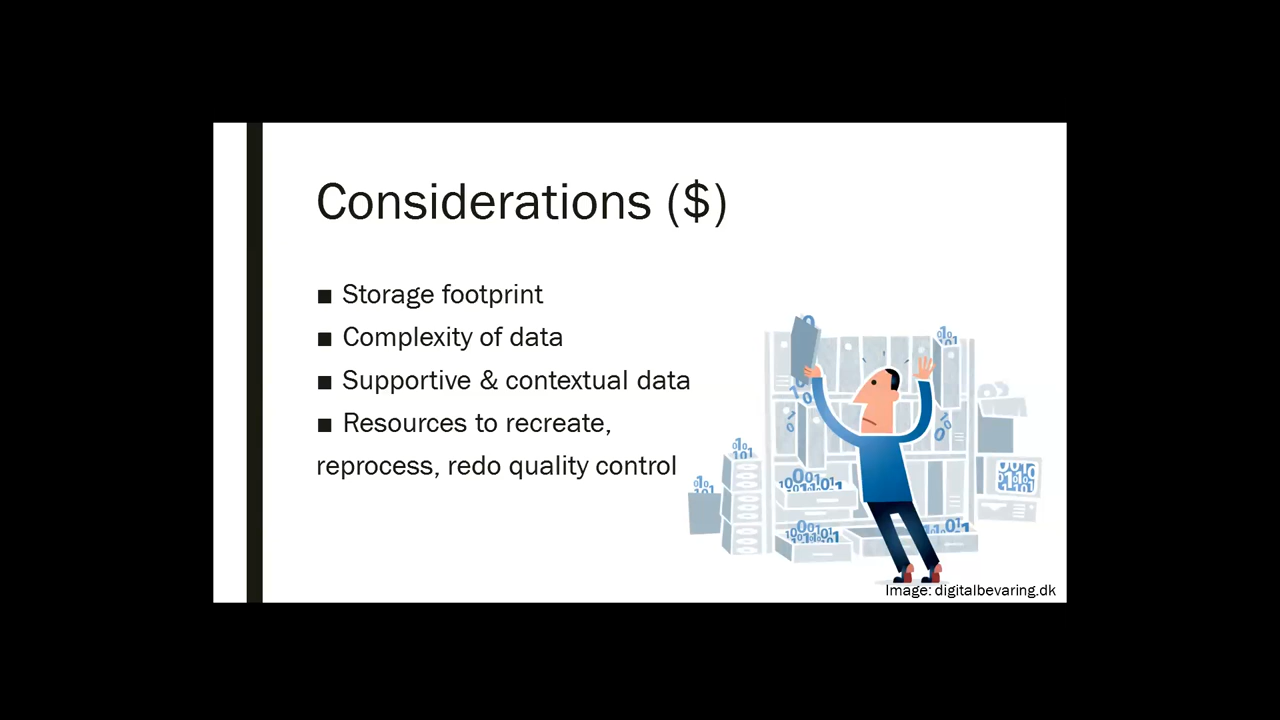 Considerations ($)
■ Storage footprint
■ Complexity of data
■ Supportive & contextual data
■ Resources to recreate,
reprocess, redo quality control
Image: digitalbevaring.dk